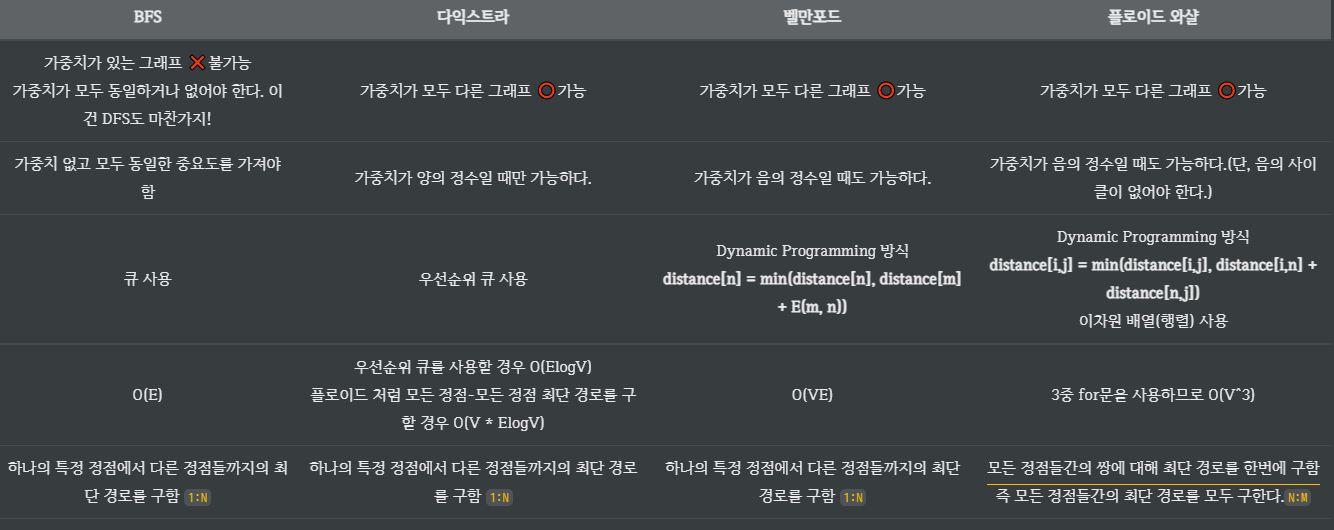 BFS
다익스트라
벨만포드
플로이드 와샬
가중치가 있는 그래프 ❌불가능
가중치가 모두 동일하거나 없어야 한다. 이
건 DFS도 마찬가지!
가중치가 모두 다른 그래프 ⭕가능
가중치가 모두 다른 그래프 ⭕가능
가중치가 모두 다른 그래프 ⭕가능
가중치 없고 모두 동일한 중요도를 가져야
함
가중치가 양의 정수일 때만 가능하다.
가중치가 음의 정수일 때도 가능하다.
가중치가 음의 정수일 때도 가능하다.(단, 음의 사이
클이 없어야 한다.)
큐 사용
우선순위 큐 사용
Dynamic Programming 방식
distance[n] = min(distance[n], distance[m]
+ E(m, n))
Dynamic Programming 방식
distance[i,j] = min(distance[i,j], distance[i,n] +
distance[n,j])
이차원 배열(행렬) 사용
O(E)
우선순위 큐를 사용할 경우 O(ElogV)
플로이드 처럼 모든 정점-모든 정점 최단 경로를 구
할 경우 O(V * ElogV)
O(VE)
3중 for문을 사용하므로 O(V^3)
하나의 특정 정점에서 다른 정점들까지의 최
단 경로를 구함 1:N
하나의 특정 정점에서 다른 정점들까지의 최단 경로
를 구함 1:N
하나의 특정 정점에서 다른 정점들까지의 최단
경로를 구함 1:N
모든 정점들간의 쌍에 대해 최단 경로를 한번에 구함
즉 모든 정점들간의 최단 경로를 모두 구한다.N:M